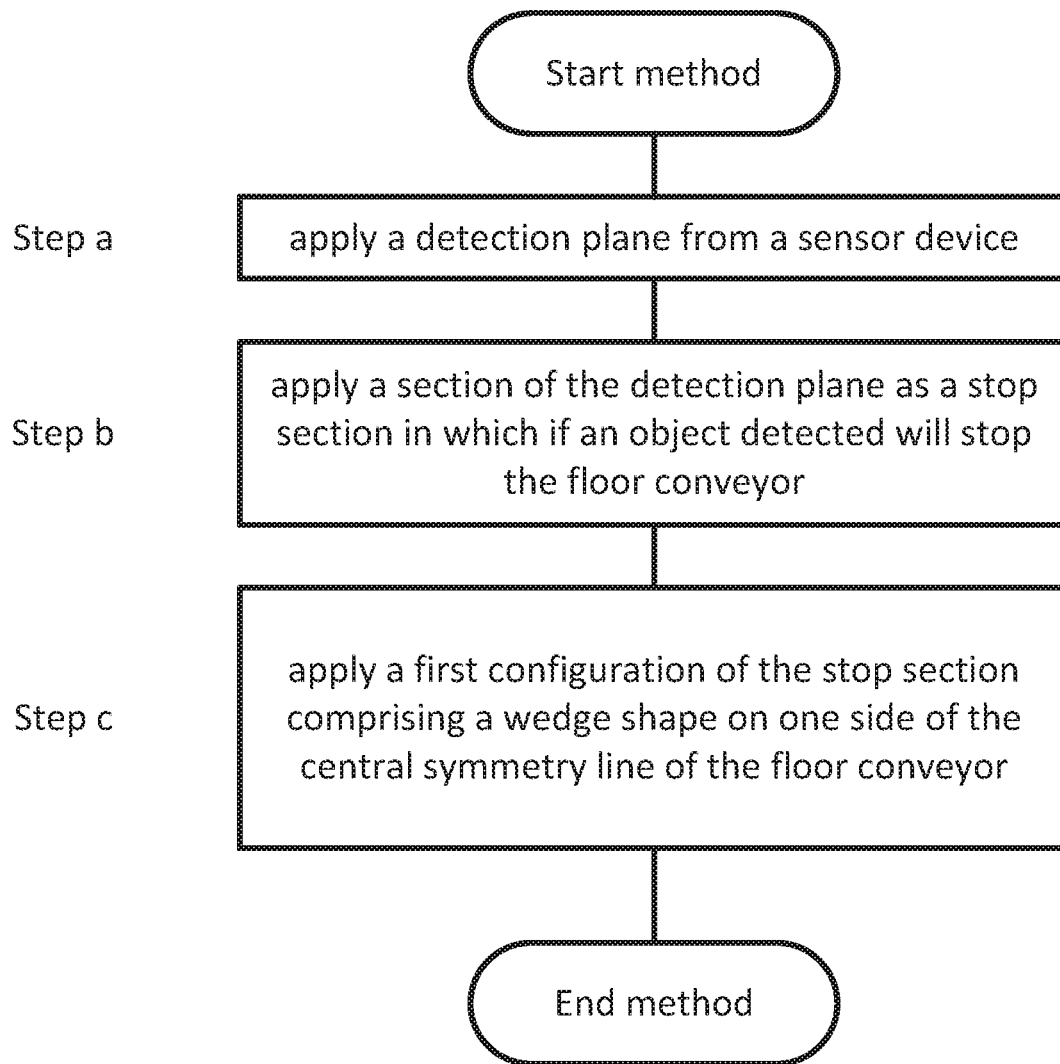 Start method
Step a
apply a detection plane from a sensor device
apply a section of the detection plane as a stop
Step b
section in which if an object detected will stop
the floor conveyor
apply a first configuration of the stop section
Step c
comprising a wedge shape on one side of the
central symmetry line of the floor conveyor
End method